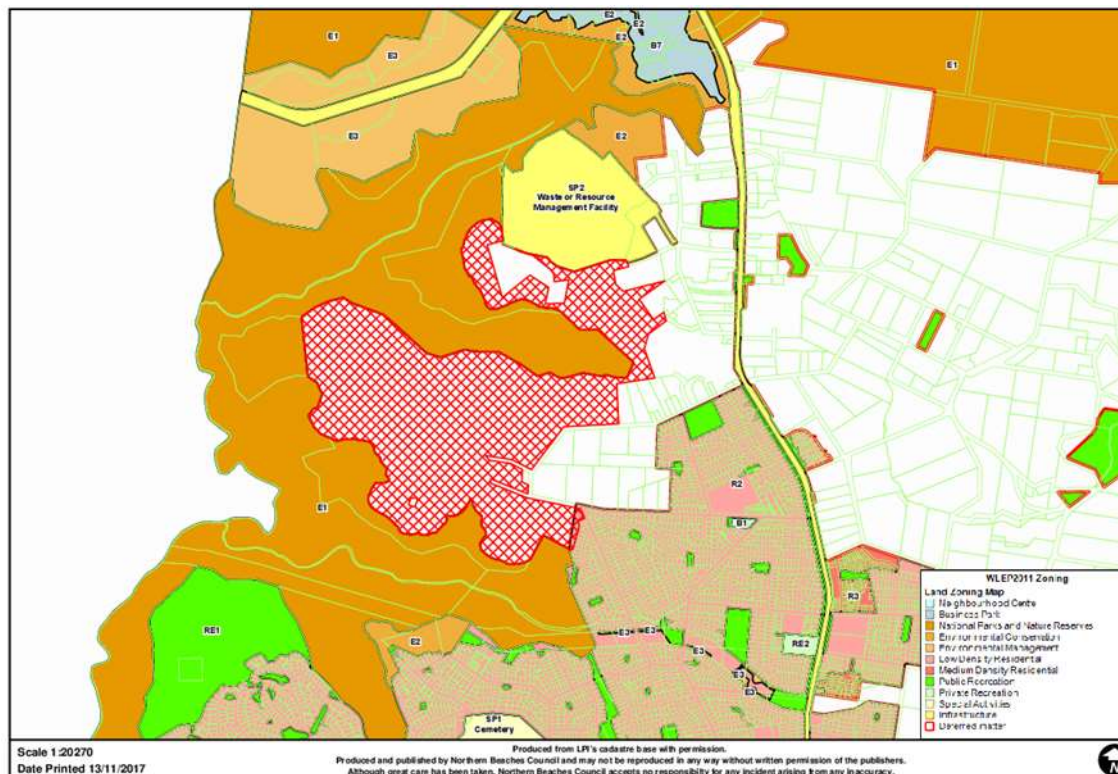 E1
E3
E2
E2
E2
B7
E1
E3
E2
SP2
Waste or Resource
Management Facility
R2
B1
E1
R3
RE1
E2
E3
E3
E3
RE2
E3
E3
SP1
Cemetery
WLEP2011 Zoning
Land Zoning Map
Neighbourhood Centre
Business Park
National Parks and Nature Reserves
Environmental Conservation
Environmental Management
Low Density Residential
Medium Density Residential
Public Recreation
Private Recreation
Special Activities
Infrastructure
Deferred matter
Scale 1:20270
Date Printed 13/11/2017
Produced from LPI's cadastre base with permission.
Produced and published by Northern Beaches Council and may not be reproduced in any way without written permission of the publishers.
Although great care has been taken, Northern Beaches Council accepts no responsibility for any incident arising from any inaccuracy.